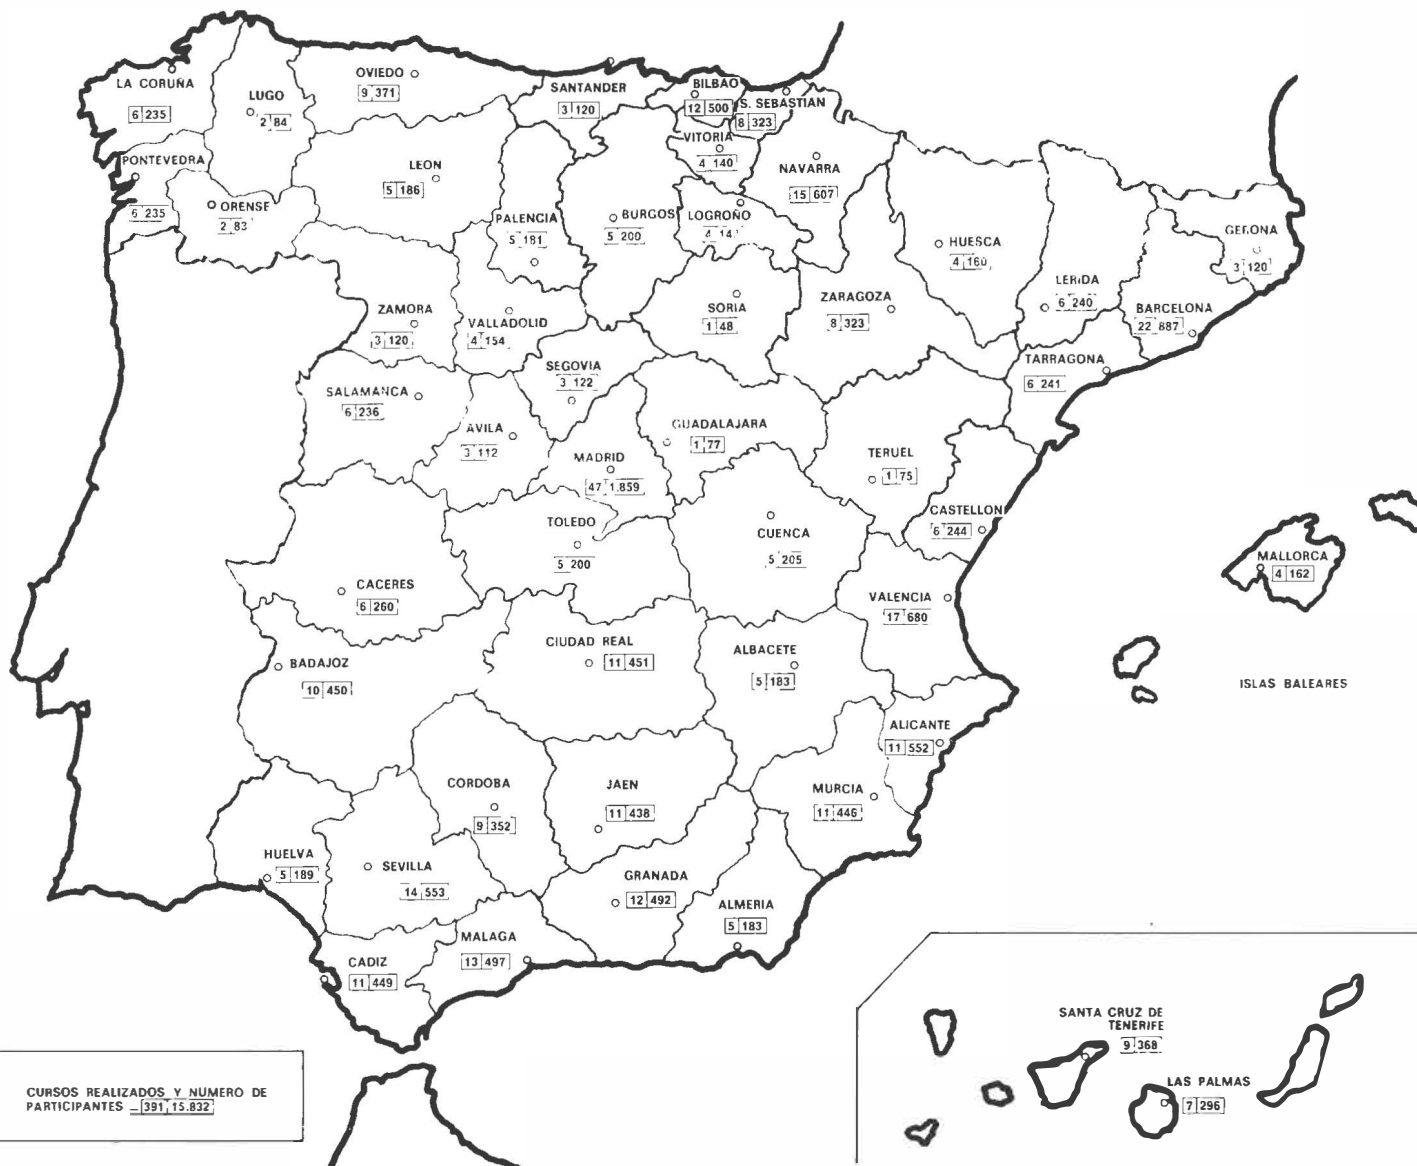 LA CORUÑA
6 235
LUGO
2 84
OVIEDO
9 371
SANTANDER
3 120
BILBAO
12 500
S. SEBASTIAN
8 323
VITORIA
4 140
NAVARRA
15 607
PONTEVEDRA
6 235
ORENSE
2 83
LEON
5 186
PALENCIA
5 181
BURGOS
5 200
LOGROÑO
4
HUESCA
4 160
LERIDA
6 240
GERONA
3 120
BARCELONA
22 887
TARRAGONA
6 241
ZAMORA
3 120
VALLADOLID
4 154
SORIA
1 48
ZARAGOZA
8 323
SEGOVIA
3 122
SALAMANCA
6 236
AVILA
3 112
MADRID
47 1.859
GUADALAJARA
1 77
TERUEL
1 75
CASTELLON
6 244
TOLEDO
5 200
CUENCA
5 205
CACERES
6 260
VALENCIA
17 680
MALLORCA
4 162
ISLAS BALEARES
BADAJOZ
10 450
CIUDAD REAL
11 451
ALBACETE
5 183
ALICANTE
11 552
CORDOBA
9 352
JAEN
11 438
MURCIA
11 446
HUELVA
5 189
SEVILLA
14 553
GRANADA
12 492
ALMERIA
5 183
MALAGA
13 497
CADIZ
11 449
SANTA CRUZ DE
TENERIFE
9 368
LAS PALMAS
7 296
CURSOS REALIZADOS Y NUMERO DE
PARTICIPANTES – 391 15.832